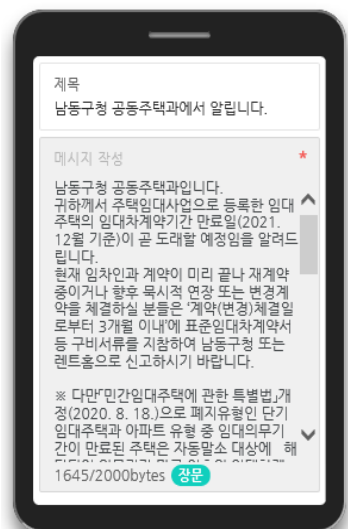 제목
남동구청 공동주택과에서 알립니다.
메시지 작성 *
남동구청 공동주택과입니다.
귀하께서 주택임대사업으로 등록한 임대
주택의 임대차계약기간 만료일(2021.
12월 기준)이 곧 도래할 예정임을 알려드
립니다.
현재 임차인과 계약이 미리 끝나 재계약
중이거나 향후 묵시적 연장 또는 변경계
약을 체결하실 분들은 '계약(변경)체결일
로부터 3개월 이내'에 표준임대차계약서
등 구비서류를 지참하여 남동구청 또는
렌트홈으로 신고하시기 바랍니다.
※ 다만「민간임대주택에 관한 특별법」개
정(2020. 8. 18.)으로 폐지유형인 단기
임대주택과 아파트 유형 중 임대의무기
간이 만료된 주택은 자동말소 대상에 해
1645/2000bytes 장문